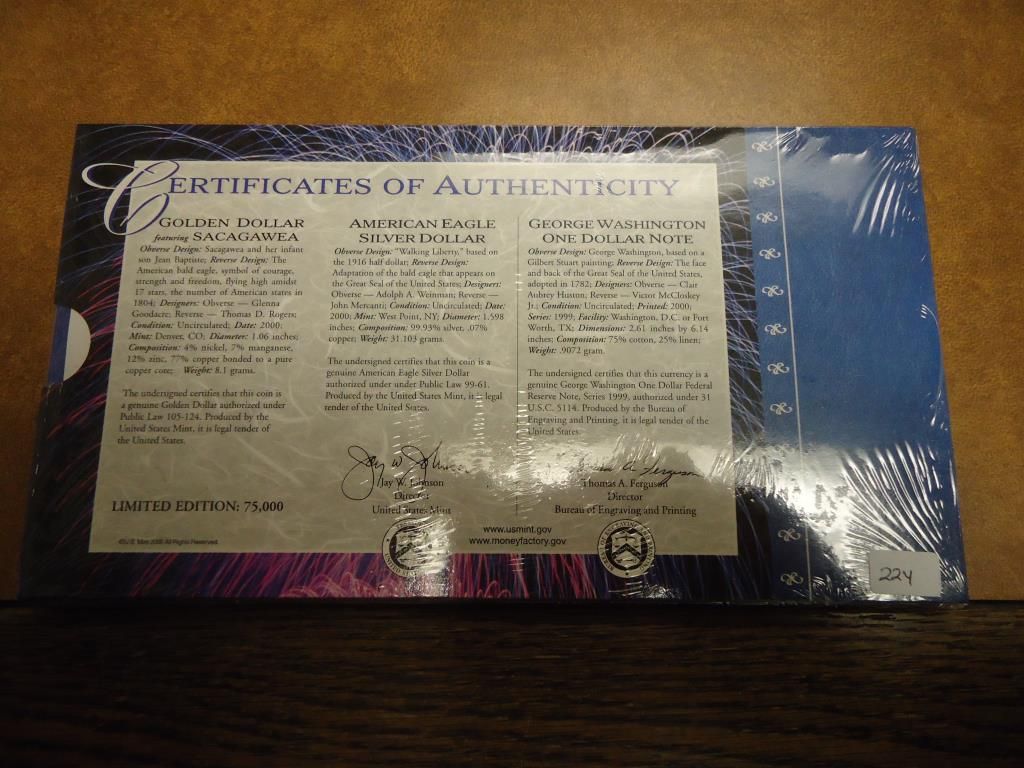 CERTIFICATES OF AUTHENTICITY
GOLDEN DOLLAR
featuring SACAGAWEA
Obverse Design: Sacagawea and her infant
son Jean Baptiste; Reverse Design: The
American bald eagle, symbol of courage,
strength and freedom, flying high amidst
17 stars, the number of American states in
1804; Designers: Obverse — Glenna
Goodacre; Reverse — Thomas D. Rogers;
Condition: Uncirculated; Date: 2000;
Mint: Denver, CO; Diameter: 1.06 inches;
Composition: 4% nickel, 7% manganese,
12% zinc, 77% copper bonded to a pure
copper core; Weight: 8.1 grams.
The undersigned certifies that this coin is
a genuine Golden Dollar authorized under
Public Law 105-124. Produced by the
United States Mint, it is legal tender of
the United States.
LIMITED EDITION: 75,000
AMERICAN EAGLE
SILVER DOLLAR
Obverse Design: "Walking Liberty," based on
the 1916 half dollar; Reverse Design:
Adaptation of the bald eagle that appears on
the Great Seal of the United States; Designers:
Obverse — Adolph A. Weinman; Reverse —
John Mercanti; Condition: Uncirculated; Date:
2000; Mint: West Point, NY; Diameter: 1.598
inches; Composition: 99.93% silver, .07%
copper; Weight: 31.103 grams.
The undersigned certifies that this coin is a
genuine American Eagle Silver Dollar
authorized under under Public Law 99-61.
Produced by the United States Mint, it is legal
tender of the United States.
Jay W. Johnson
Jay W. Johnson
Director
United States Mint
GEORGE WASHINGTON
ONE DOLLAR NOTE
Obverse Design: George Washington, based on a
Gilbert Stuart painting; Reverse Design: The face
and back of the Great Seal of the United States,
adopted in 1782; Designers: Obverse — Clair
Aubrey Huston; Reverse — Victor McCloskey
Jr.; Condition: Uncirculated; Printed: 2000;
Series: 1999; Facility: Washington, D.C. or Fort
Worth, TX; Dimensions: 2.61 inches by 6.14
inches; Composition: 75% cotton, 25% linen;
Weight: .9072 gram.
The undersigned certifies that this currency is a
genuine George Washington One Dollar Federal
Reserve Note, Series 1999, authorized under 31
U.S.C. 5114. Produced by the Bureau of
Engraving and Printing, it is legal tender of the
United States.
Thomas A. Ferguson
Thomas A. Ferguson
Director
Bureau of Engraving and Printing
www.usmint.gov
www.moneyfactory.gov
All Rights Reserved.
224